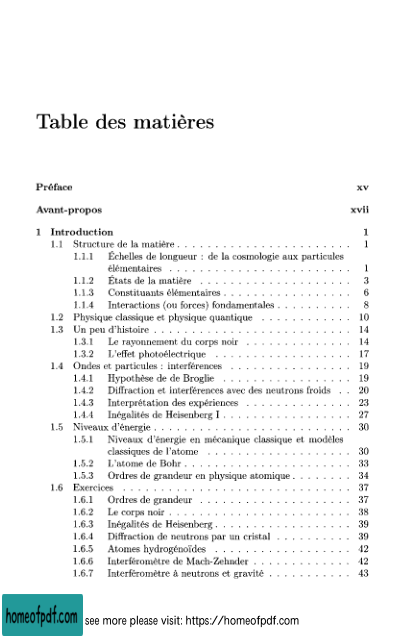 Table des matières
Préface xv
Avant-propos xvii
1 Introduction 1
1.1 Structure de la matière . . . . . . . . . . . . . . . . . . . . . . . . 1
1.1.1 Échelles de longueur : de la cosmologie aux particules
élémentaires . . . . . . . . . . . . . . . . . . . . . . . . . 1
1.1.2 États de la matière . . . . . . . . . . . . . . . . . . . . . 3
1.1.3 Constituants élémentaires . . . . . . . . . . . . . . . . . . 6
1.1.4 Interactions (ou forces) fondamentales . . . . . . . . . . 8
1.2 Physique classique et physique quantique . . . . . . . . . . . . 10
1.3 Un peu d'histoire . . . . . . . . . . . . . . . . . . . . . . . . . . . 14
1.3.1 Le rayonnement du corps noir . . . . . . . . . . . . . . . 14
1.3.2 L'effet photoélectrique . . . . . . . . . . . . . . . . . . . 17
1.4 Ondes et particules : interférences . . . . . . . . . . . . . . . . . 19
1.4.1 Hypothèse de de Broglie . . . . . . . . . . . . . . . . . . 19
1.4.2 Diffraction et interférences avec des neutrons froids . . 20
1.4.3 Interprétation des expériences . . . . . . . . . . . . . . . 23
1.4.4 Inégalités de Heisenberg I . . . . . . . . . . . . . . . . . . 27
1.5 Niveaux d'énergie . . . . . . . . . . . . . . . . . . . . . . . . . . . 30
1.5.1 Niveaux d'énergie en mécanique classique et modèles
classiques de l'atome . . . . . . . . . . . . . . . . . . . . 30
1.5.2 L'atome de Bohr . . . . . . . . . . . . . . . . . . . . . . . 33
1.5.3 Ordres de grandeur en physique atomique . . . . . . . . 34
1.6 Exercices . . . . . . . . . . . . . . . . . . . . . . . . . . . . . . . . 37
1.6.1 Ordres de grandeur . . . . . . . . . . . . . . . . . . . . . 37
1.6.2 Le corps noir . . . . . . . . . . . . . . . . . . . . . . . . . 38
1.6.3 Inégalités de Heisenberg . . . . . . . . . . . . . . . . . . . 39
1.6.4 Diffraction de neutrons par un cristal . . . . . . . . . . . 39
1.6.5 Atomes hydrogénoïdes . . . . . . . . . . . . . . . . . . . 42
1.6.6 Interféromètre de Mach-Zehnder . . . . . . . . . . . . . . 42
1.6.7 Interféromètre à neutrons et gravité . . . . . . . . . . . . 43
homeofpdf.com see more please visit: https://homeofpdf.com